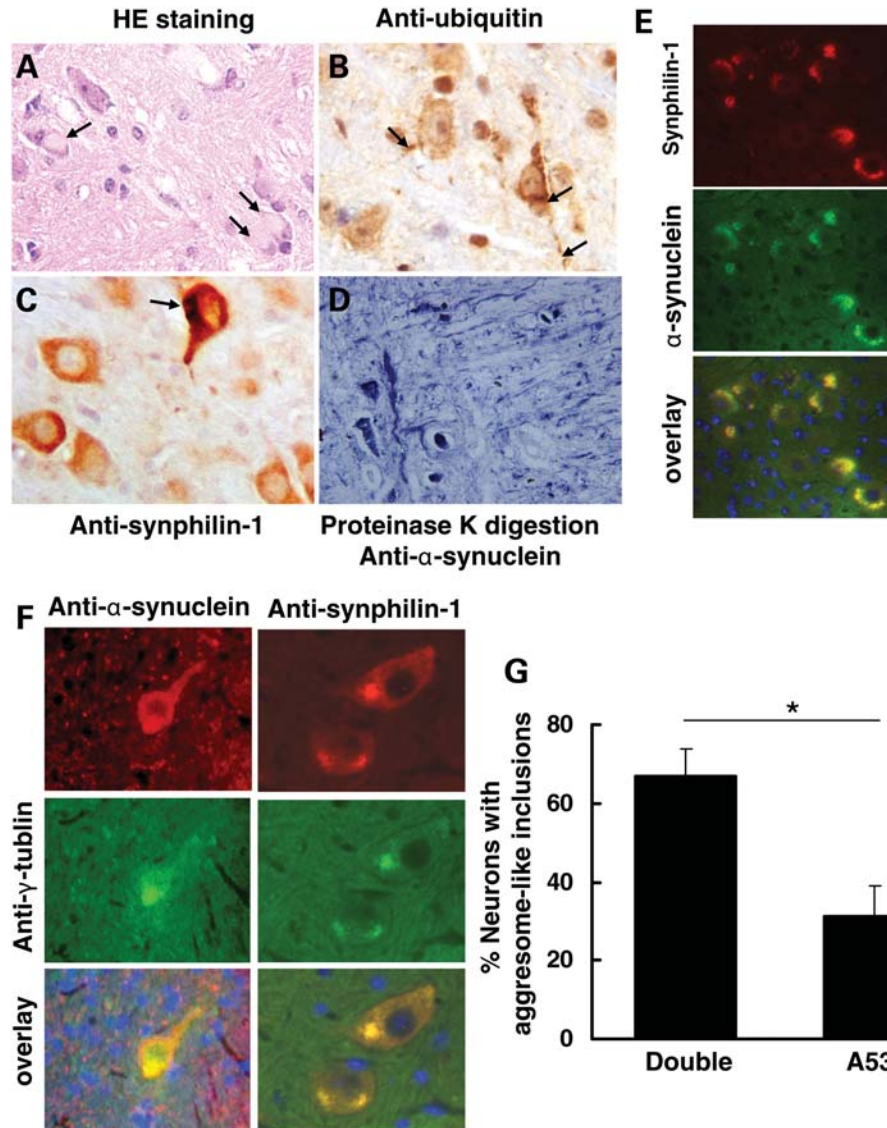 HE staining
Anti-ubiquitin
A
B
C
D
Anti-synphilin-1
Proteinase K digestion
Anti-α-synuclein
E
Synphilin-1
α-synuclein
overlay
F
Anti-α-synuclein
Anti-synphilin-1
Anti-γ-tublin
overlay
G
% Neurons with
aggresome-like inclusions
80
60
40
20
0
*
Double
A53